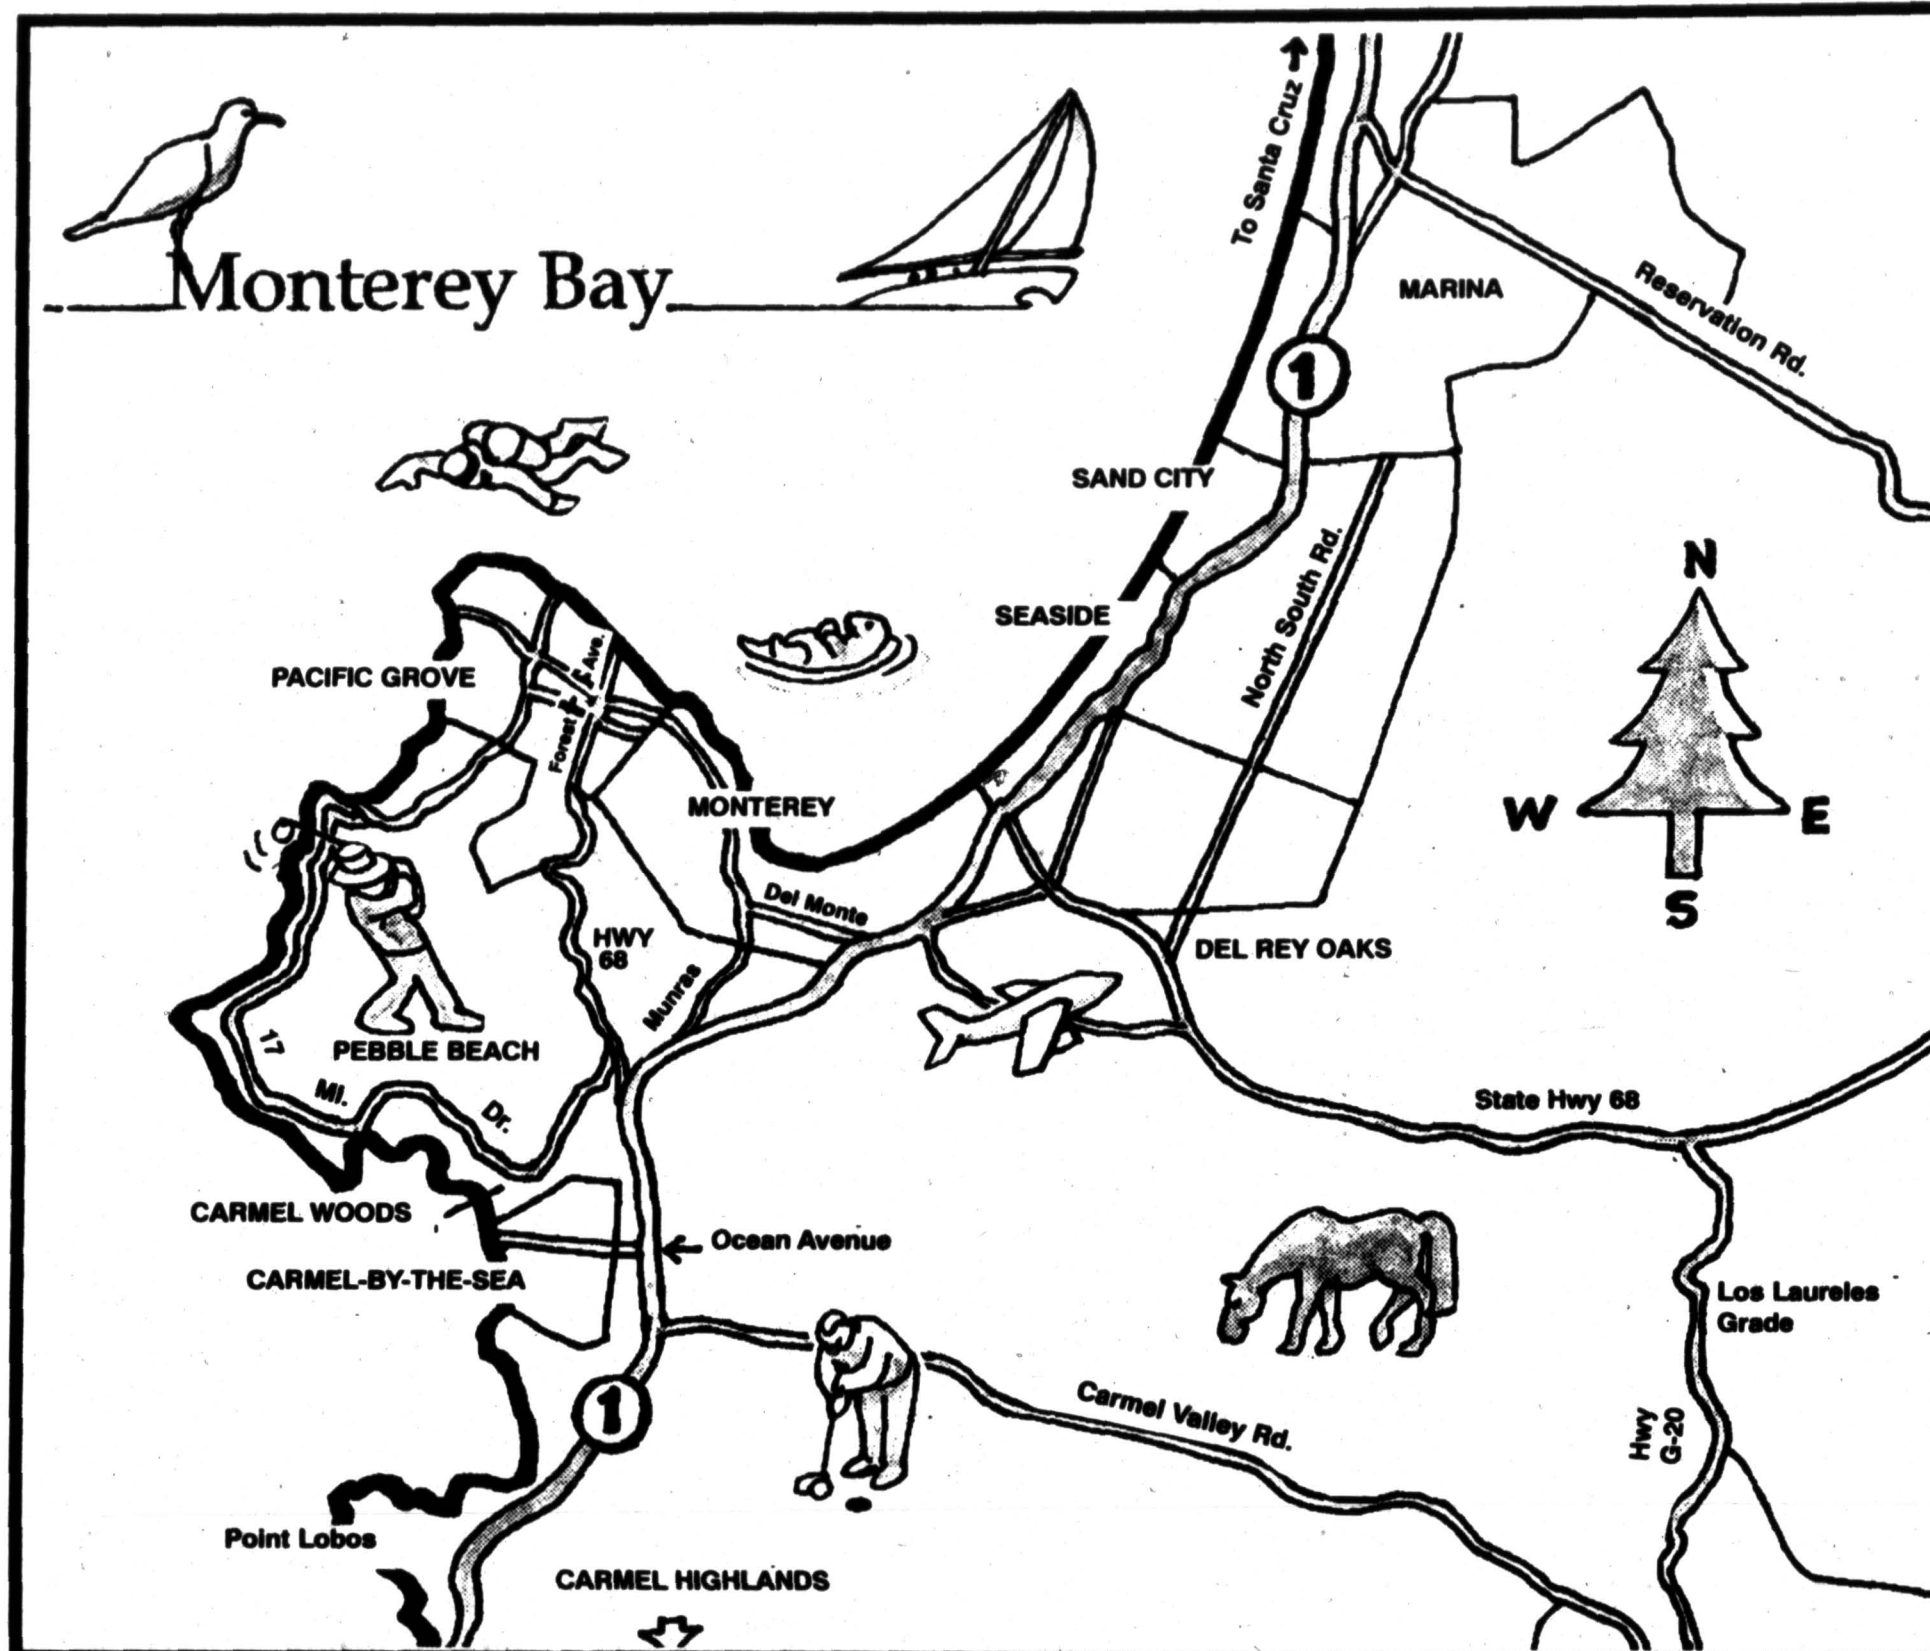 To Santa Cruz
Monterey Bay
MARINA
Reservation Rd.
1
SAND CITY
North South Rd.
SEASIDE
N
W
E
S
PACIFIC GROVE
Forest
Ave.
MONTEREY
Del Monte
HWY
68
Munras
DEL REY OAKS
17
MI.
Dr.
PEBBLE BEACH
State Hwy 68
CARMEL WOODS
Ocean Avenue
CARMEL-BY-THE-SEA
Los Laureles
Grade
1
Carmel Valley Rd.
Hwy
G-20
Point Lobos
CARMEL HIGHLANDS